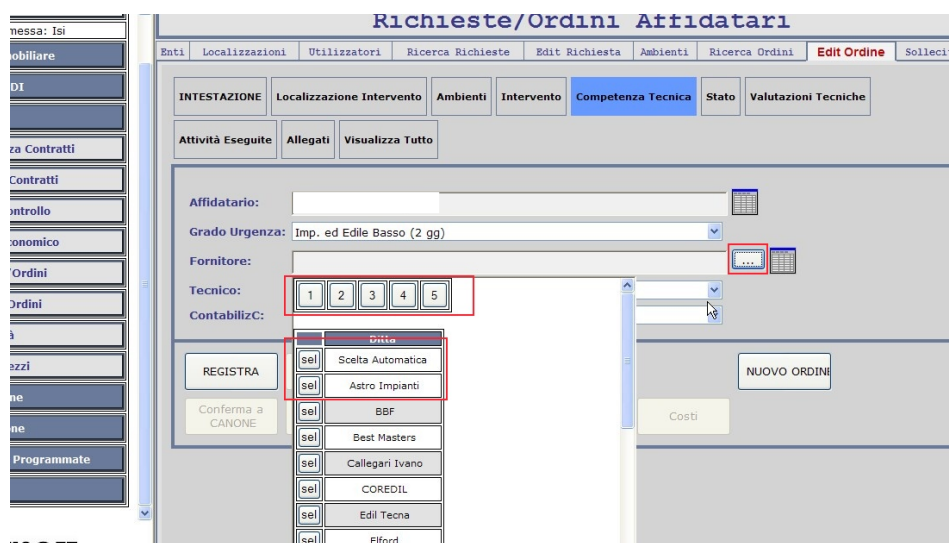 Richieste/Ordini Affidatari
messa: Isi
mobiliare
DI
za Contratti
Contratti
ontrollo
conomico
Ordini
Ordini
à
ezzi
ne
one
Programmate
Enti Localizzazioni Utilizzatori Ricerca Richieste Edit Richiesta Ambienti Ricerca Ordini Edit Ordine Solleci
INTESTAZIONE Localizzazione Intervento Ambienti Intervento Competenza Tecnica Stato Valutazioni Tecniche
Attività Eseguite Allegati Visualizza Tutto
Affidatario:
Grado Urgenza: Imp. ed Edile Basso (2 gg)
Fornitore: ...
Tecnico:
ContabilizC:
1 2 3 4 5
Ditta
sel Scelta Automatica
sel Astro Impianti
sel BBF
sel Best Masters
sel Callegari Ivano
sel COREDIL
sel Edil Tecna
sel Elford
REGISTRA NUOVO ORDINE
Conferma a CANONE Costi